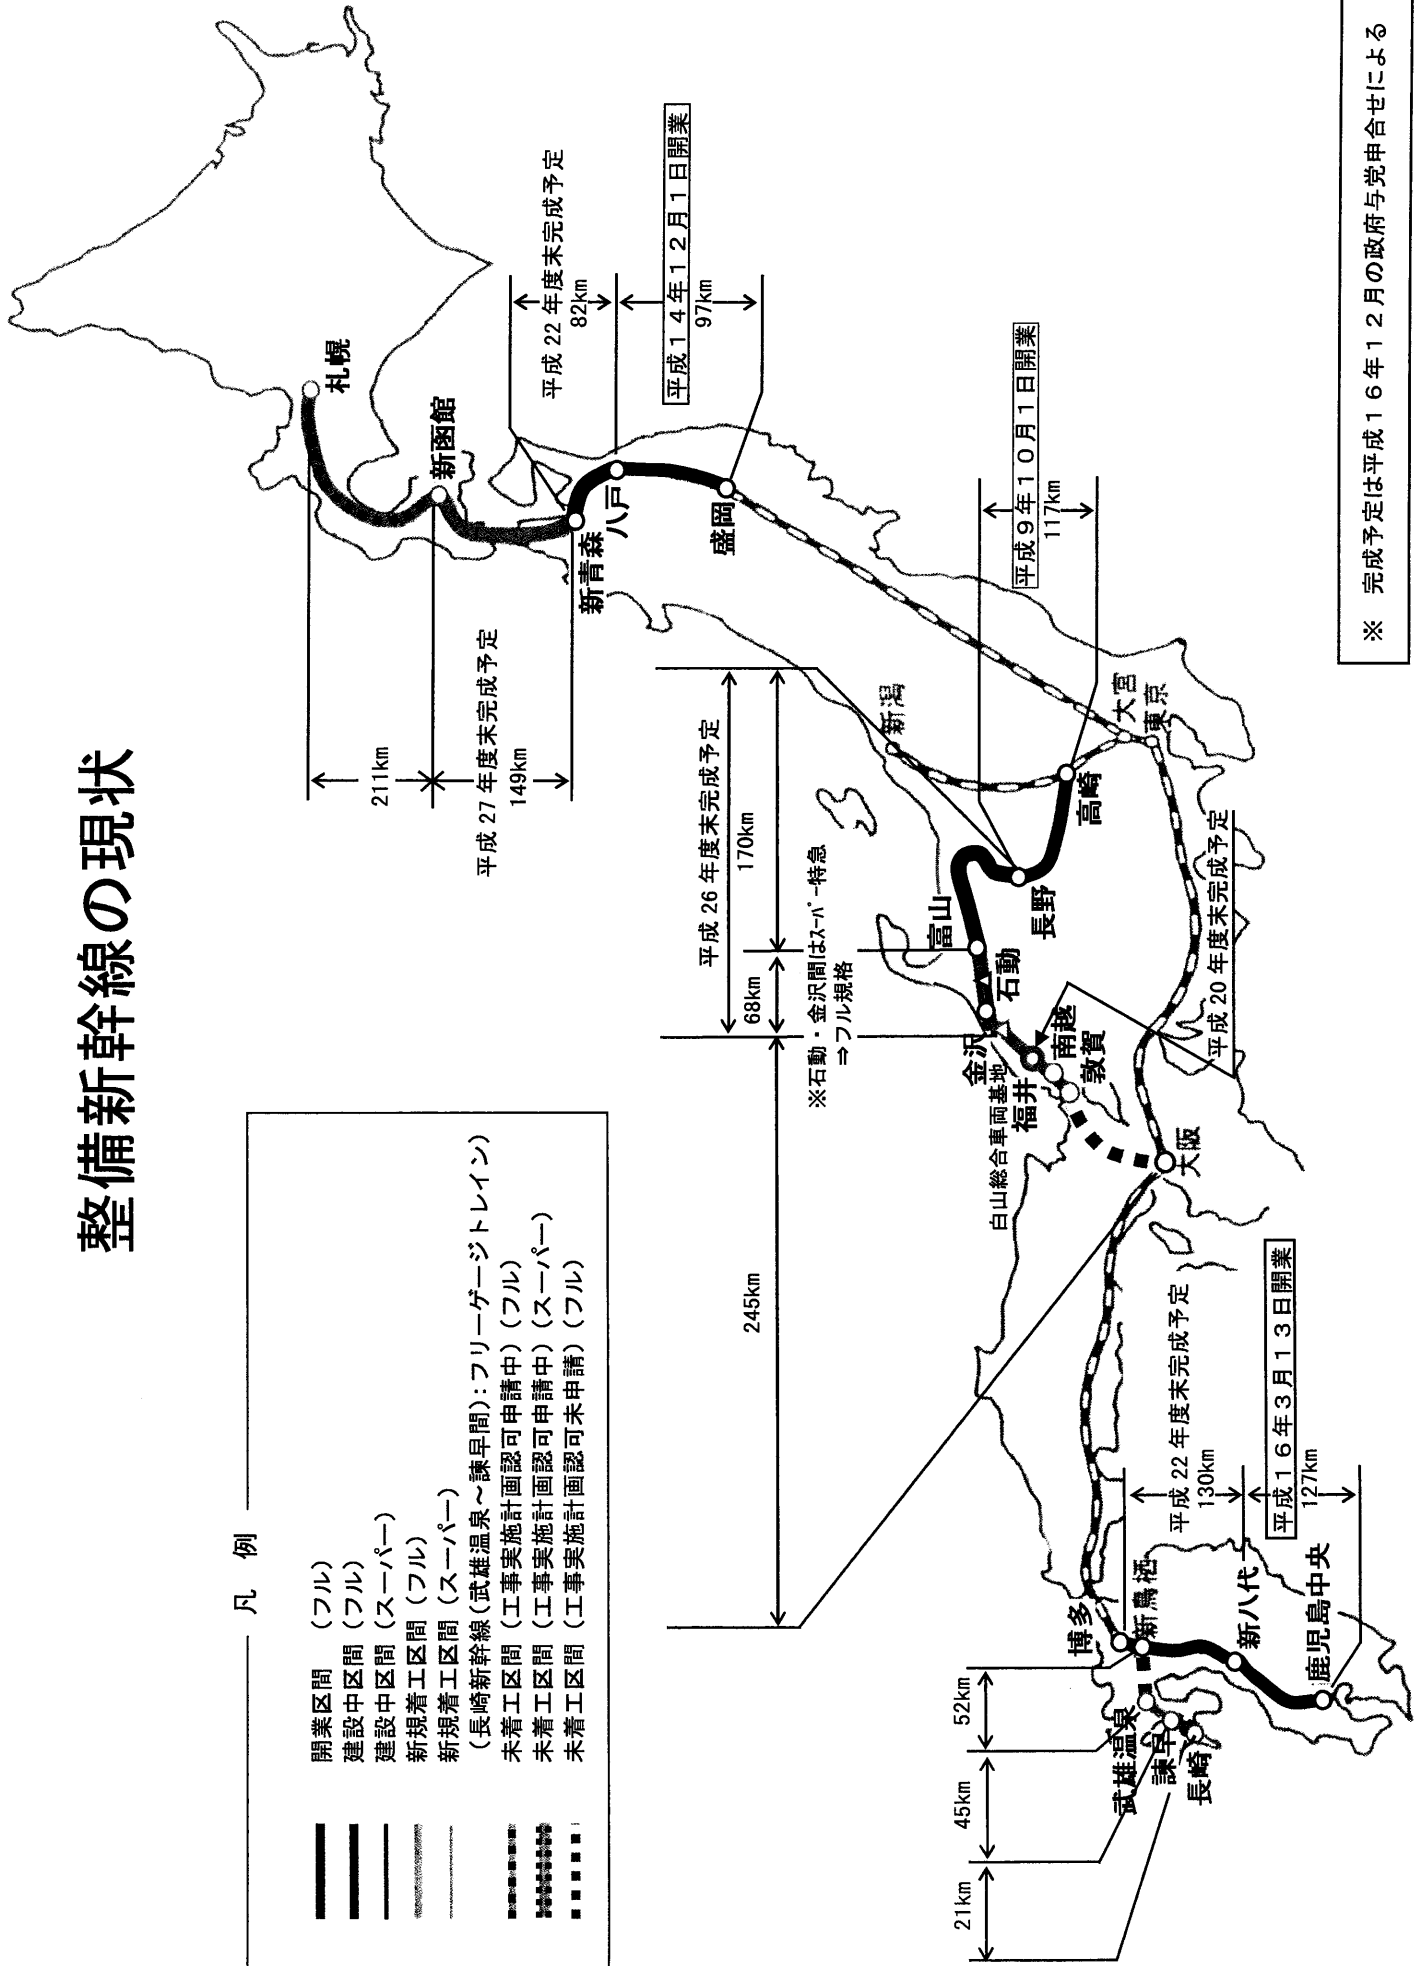 整備新幹線の現状
凡 例
開業区間 (フル)
建設中区間 (フル)
建設中区間 (スーパー)
新規着工区間 (フル)
新規着工区間 (スーパー)
(長崎新幹線(武雄温泉～諫早間):フリーゲージトレイン)
未着工区間 (工事実施計画認可申請中) (フル)
未着工区間 (工事実施計画認可申請中) (スーパー)
未着工区間 (工事実施計画認可未申請) (フル)
札幌
新函館
新青森
八戸
盛岡
211km
平成 27 年度末完成予定
149km
平成 22 年度末完成予定
82km
平成14年12月1日開業
97km
平成 26 年度末完成予定
170km
68km
※石動・金沢間はスーパー特急
⇒フル規格
245km
平成9年10月1日開業
117km
新潟
大宮
東京
高崎
長野
富山
石動
金沢
白山総合車両基地
福井
南越
敦賀
大阪
平成 20 年度末完成予定
博多
新鳥栖
新八代
鹿児島中央
武雄温泉
諫早
長崎
52km
45km
21km
平成 22 年度末完成予定
130km
平成16年3月13日開業
127km
※ 完成予定は平成16年12月の政府与党申合せによる